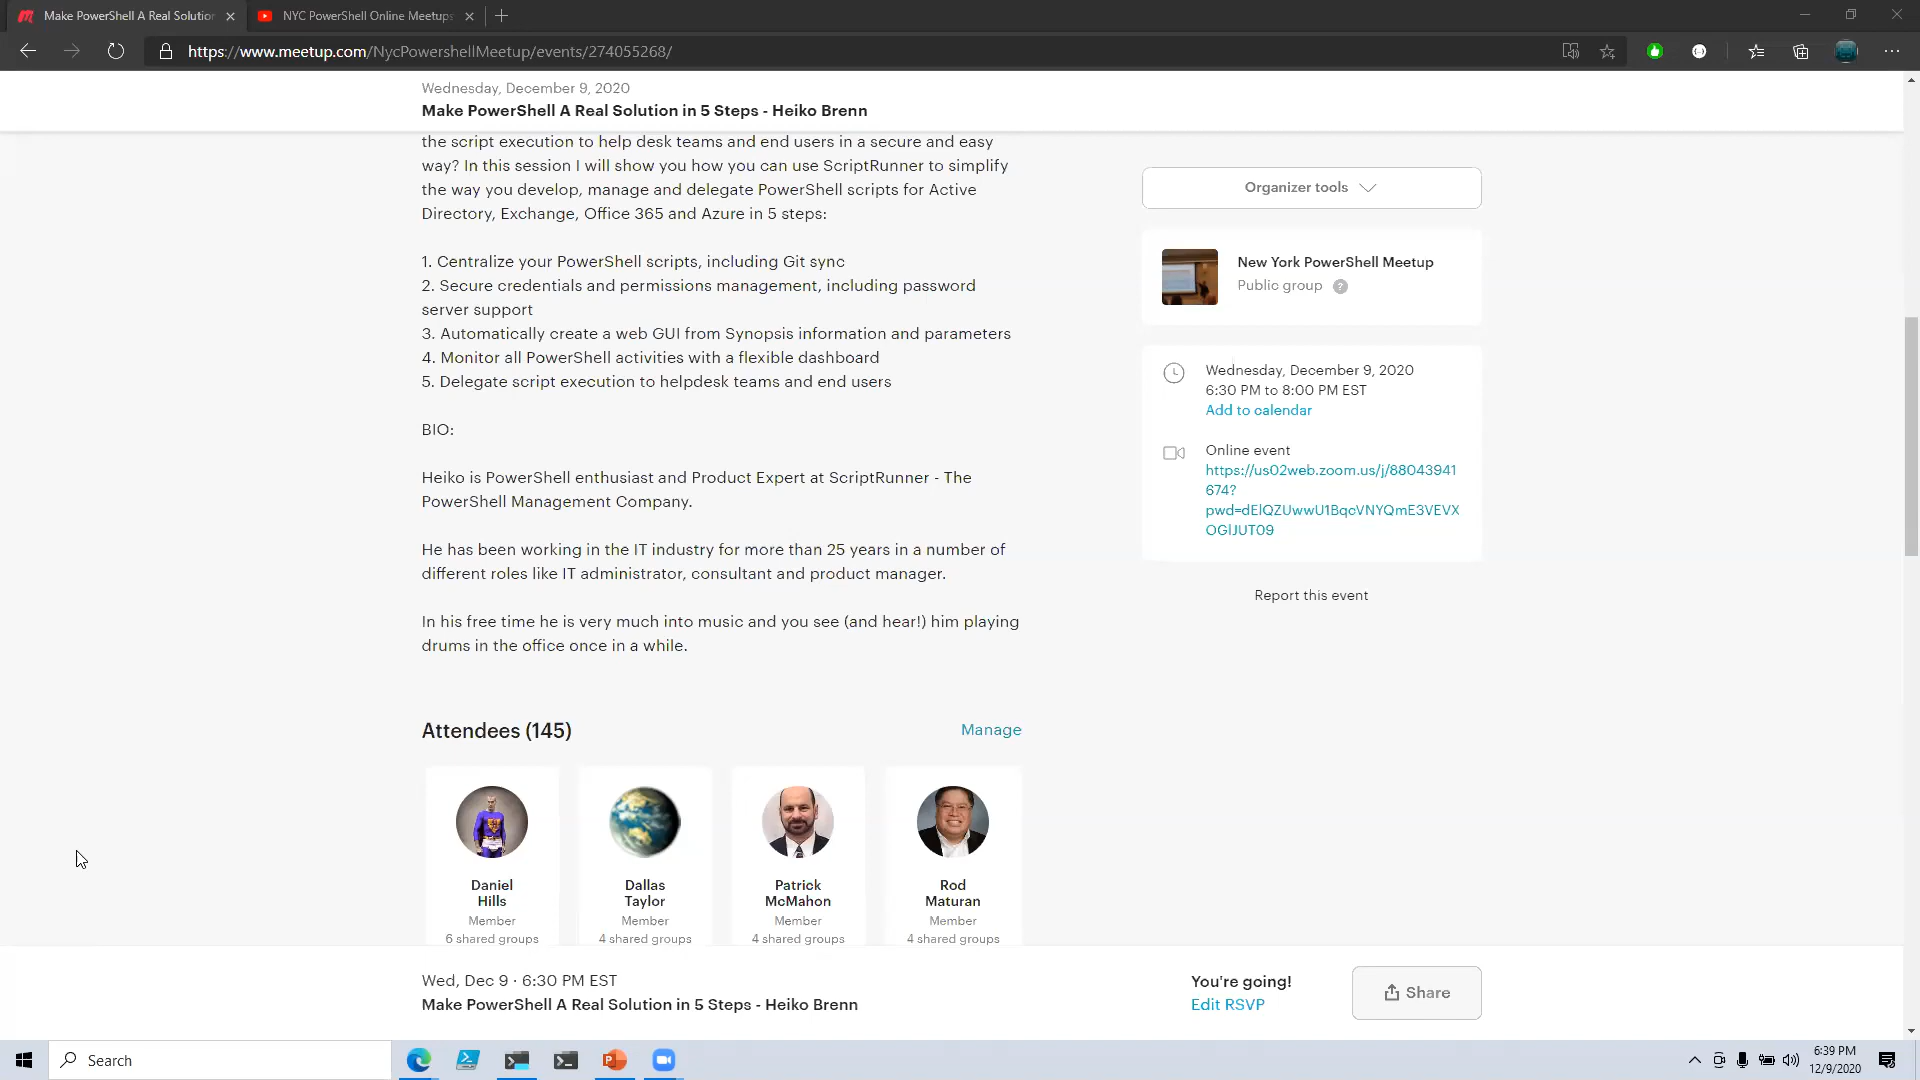 Make PowerShell A Real Solution
NYC PowerShell Online Meetups
https://www.meetup.com/NycPowershellMeetup/events/274055268/
Wednesday, December 9, 2020
Make PowerShell A Real Solution in 5 Steps - Heiko Brenn
the script execution to help desk teams and end users in a secure and easy
way? In this session I will show you how you can use ScriptRunner to simplify
the way you develop, manage and delegate PowerShell scripts for Active
Directory, Exchange, Office 365 and Azure in 5 steps:
1. Centralize your PowerShell scripts, including Git sync
2. Secure credentials and permissions management, including password
server support
3. Automatically create a web GUI from Synopsis information and parameters
4. Monitor all PowerShell activities with a flexible dashboard
5. Delegate script execution to helpdesk teams and end users
BIO:
Heiko is PowerShell enthusiast and Product Expert at ScriptRunner - The
PowerShell Management Company.
He has been working in the IT industry for more than 25 years in a number of
different roles like IT administrator, consultant and product manager.
In his free time he is very much into music and you see (and hear!) him playing
drums in the office once in a while.
Organizer tools
New York PowerShell Meetup
Public group ?
Wednesday, December 9, 2020
6:30 PM to 8:00 PM EST
Add to calendar
Online event
https://us02web.zoom.us/j/88043941
674?
pwd=dElQZUwwU1BqcVNYQmE3VEVX
OGlJUT09
Report this event
Attendees (145)
Manage
Daniel
Hills
Member
6 shared groups
Dallas
Taylor
Member
4 shared groups
Patrick
McMahon
Member
4 shared groups
Rod
Maturan
Member
4 shared groups
Wed, Dec 9 · 6:30 PM EST
Make PowerShell A Real Solution in 5 Steps - Heiko Brenn
You're going!
Edit RSVP
Share
Search
6:39 PM
12/9/2020